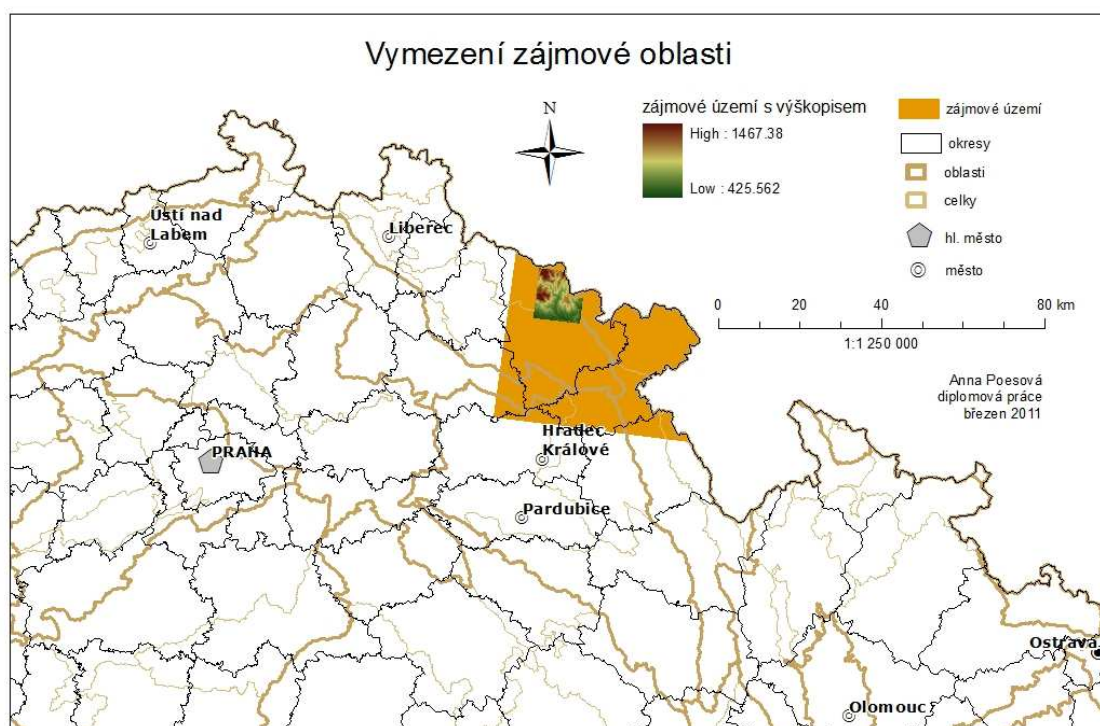 Vymezení zájmové oblasti
N
zájmové území s výškopisem
High : 1467.38
Low : 425.562
zájmové území
okresy
oblasti
celky
hl. město
město
0 20 40 80 km
1:1 250 000
Anna Poesová
diplomová práce
březen 2011
Ústí nad
Labem
Liberec
PRAHA
Hradec
Králové
Pardubice
Ostrava
Olomouc